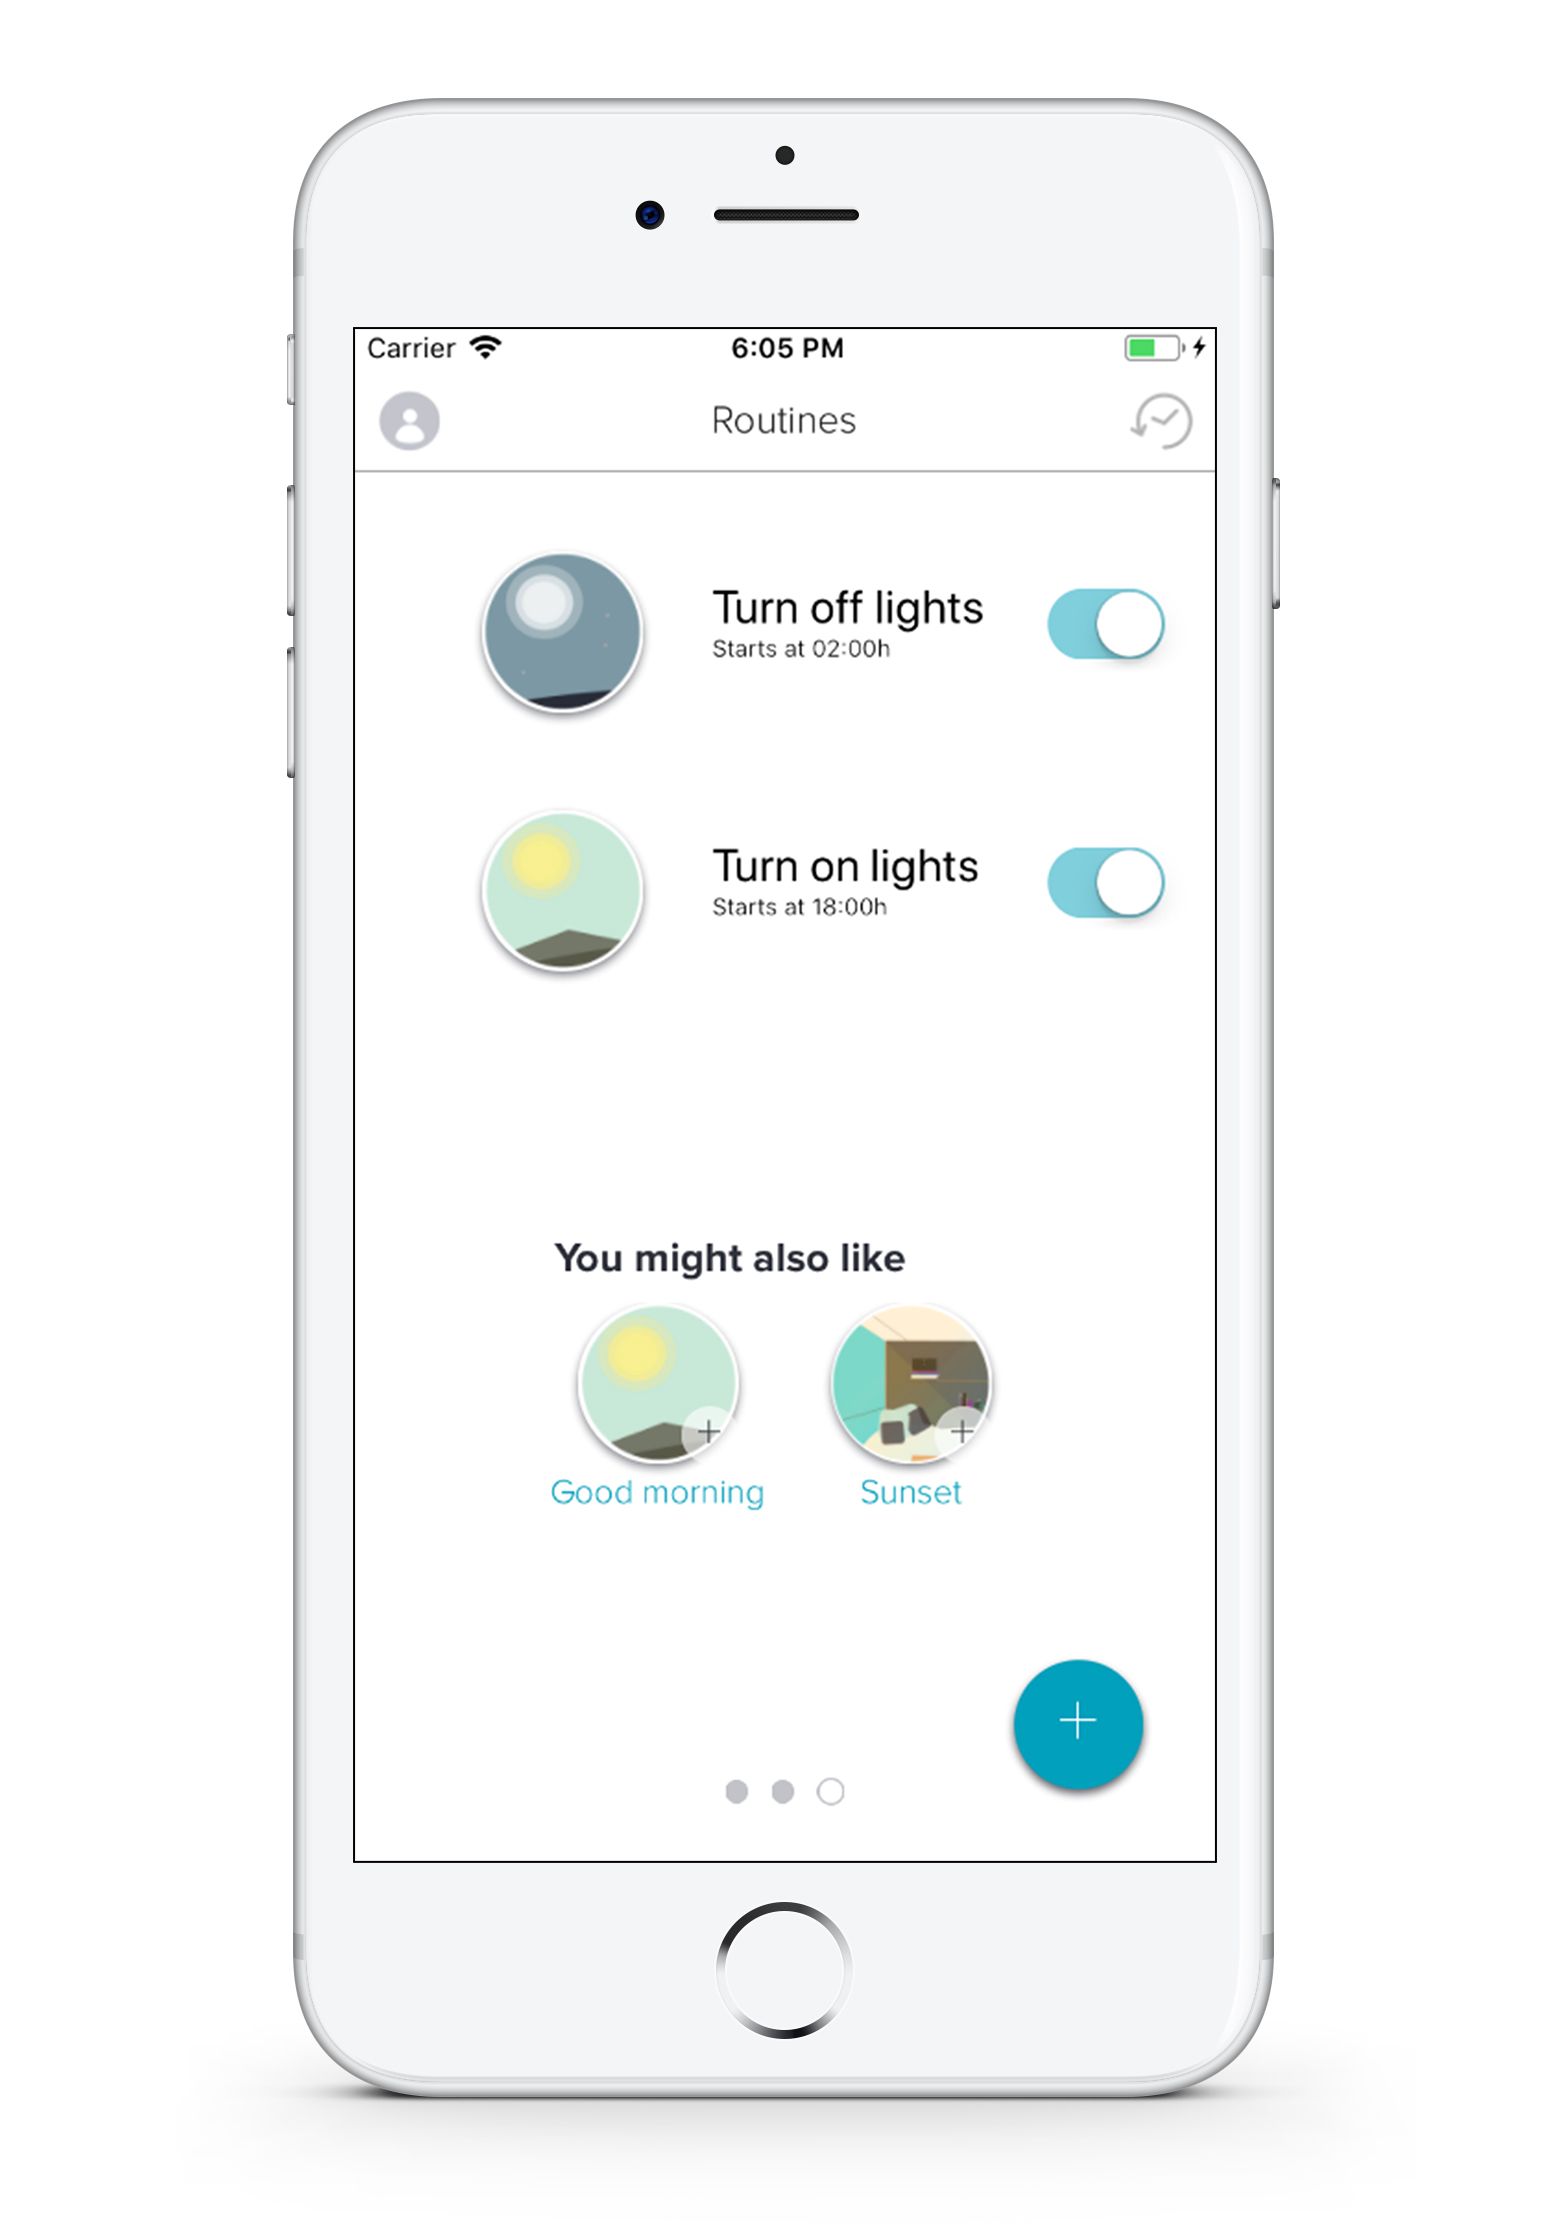 Carrier
6:05 PM
Routines
Turn off lights
Starts at 02:00h
Turn on lights
Starts at 18:00h
You might also like
Good morning
Sunset